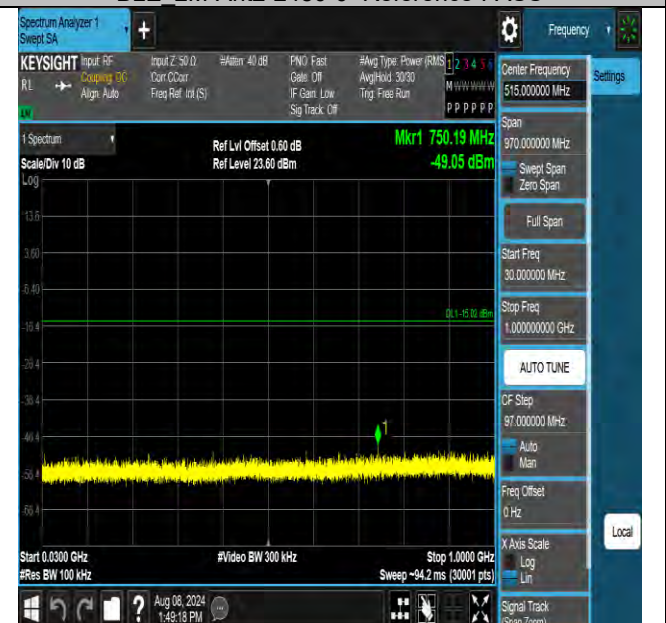 Spectrum Analyzer 1
Swept SA
+
Frequency
KEYSIGHT
R L
Input: RF
Coupling: DC
Align: Auto
Input Z: 50 Ω
Corr CCorr
Freq Ref: Int (S)
#Atten: 40 dB
PNO: Fast
Gate: Off
IF Gain: Low
Sig Track: Off
#Avg Type: Power (RMS
Avg|Hold: 30/30
Trig: Free Run
1 2 3 4 5 6
M W W W W W
P P P P P P
1 Spectrum
Scale/Div 10 dB
Log
Ref Lvl Offset 0.60 dB
Ref Level 23.60 dBm
Mkr1 750.19 MHz
-49.05 dBm
13.6
3.60
-6.40
-16.4
-26.4
-36.4
-46.4
-56.4
-66.4
DL1 -15.02 dBm
1
Start 0.0300 GHz
#Res BW 100 kHz
#Video BW 300 kHz
Stop 1.0000 GHz
Sweep ~94.2 ms (30001 pts)
Aug 08, 2024
1:49:18 PM
Center Frequency
515.000000 MHz
Settings
Span
970.000000 MHz
Swept Span
Zero Span
Full Span
Start Freq
30.000000 MHz
Stop Freq
1.000000000 GHz
AUTO TUNE
CF Step
97.000000 MHz
Auto
Man
Freq Offset
0 Hz
X Axis Scale
Log
Lin
Local
Signal Track
(Span Zoom)